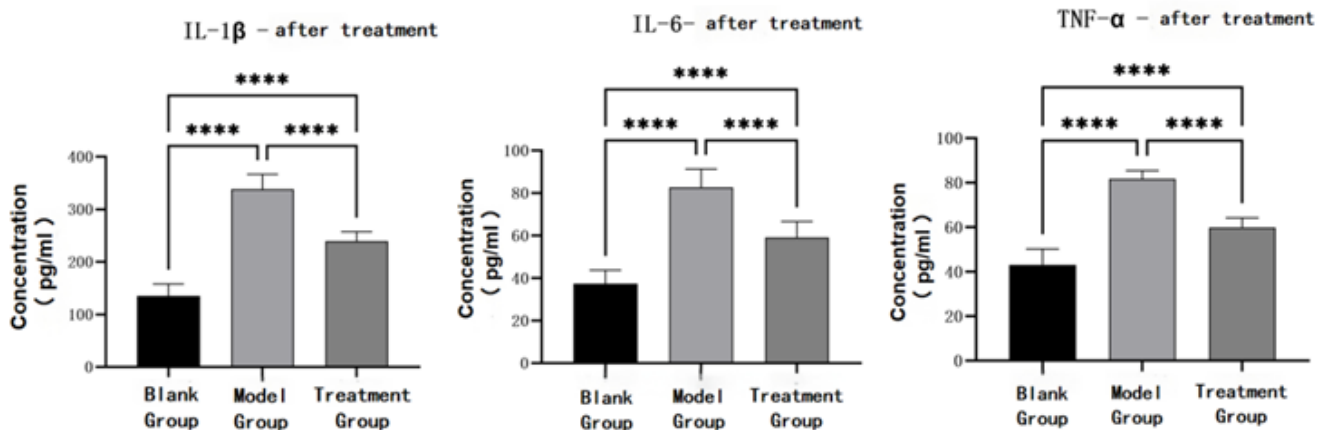 IL-1β - after treatment
****
**** ****
400
300
200
100
0
Concentration
( pg/ml )
Blank Group
Model Group
Treatment Group
IL-6- after treatment
****
**** ****
100
80
60
40
20
0
Concentration
( pg/ml )
Blank Group
Model Group
Treatment Group
TNF-α - after treatment
****
**** ****
100
80
60
40
20
0
Concentration
( pg/ml )
Blank Group
Model Group
Treatment Group